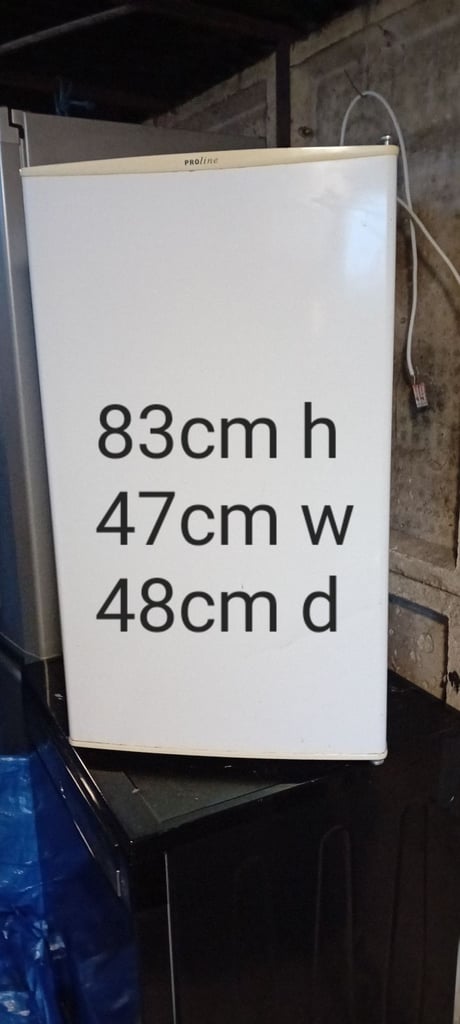 PROline
83cm h
47cm w
48cm d